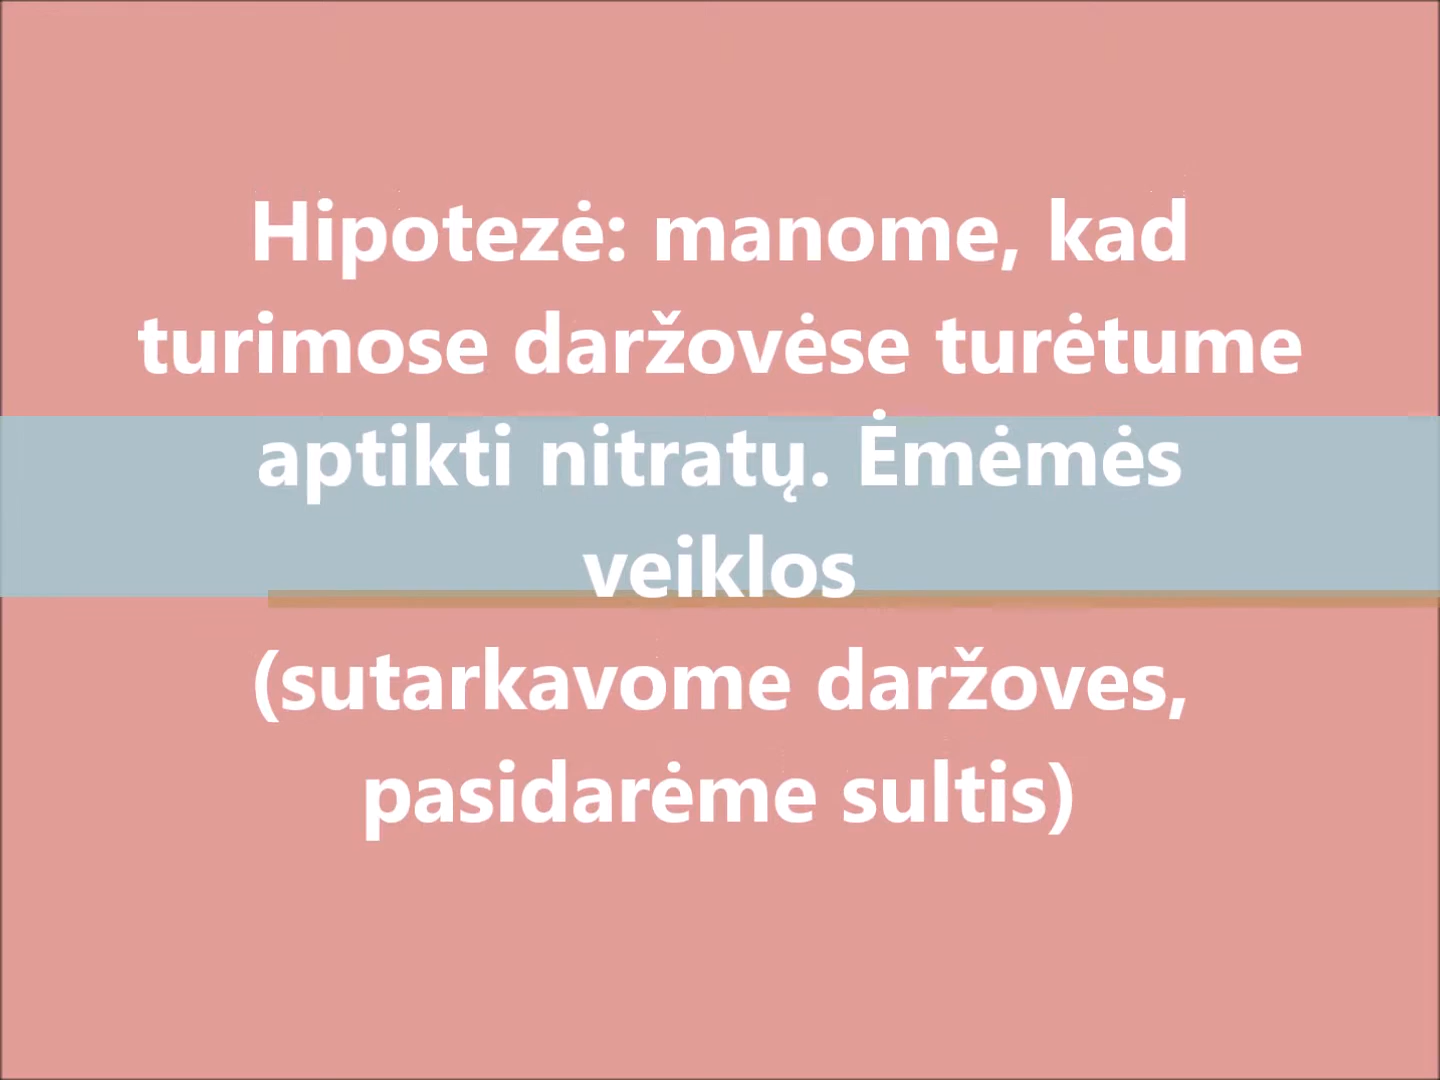 Hipotezė: manome, kad
turimose daržovėse turėtume
aptikti nitratų. Ėmėmės
veiklos
(sutarkavome daržoves,
pasidarėme sultis)